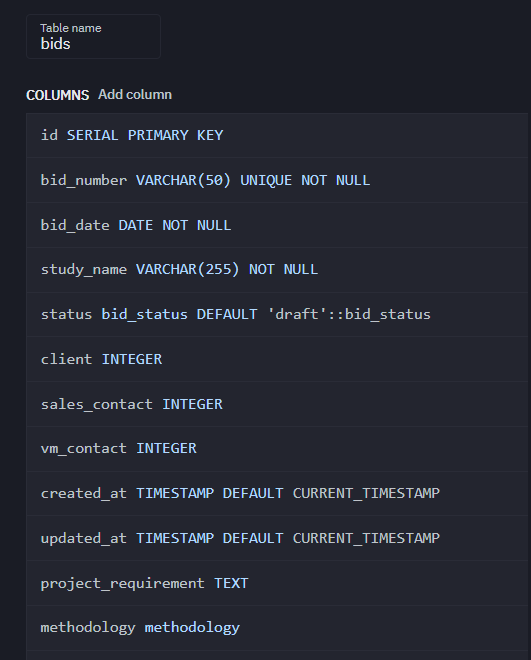 Table name
bids
COLUMNS Add column
id SERIAL PRIMARY KEY
bid_number VARCHAR(50) UNIQUE NOT NULL
bid_date DATE NOT NULL
study_name VARCHAR(255) NOT NULL
status bid_status DEFAULT 'draft'::bid_status
client INTEGER
sales_contact INTEGER
vm_contact INTEGER
created_at TIMESTAMP DEFAULT CURRENT_TIMESTAMP
updated_at TIMESTAMP DEFAULT CURRENT_TIMESTAMP
project_requirement TEXT
methodology methodology